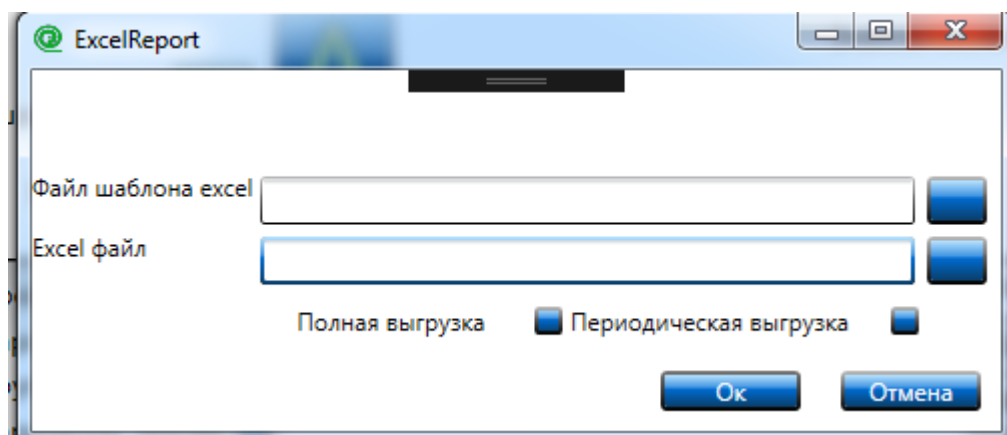 ExcelReport
Файл шаблона excel
Excel файл
Полная выгрузка Периодическая выгрузка
Ок Отмена